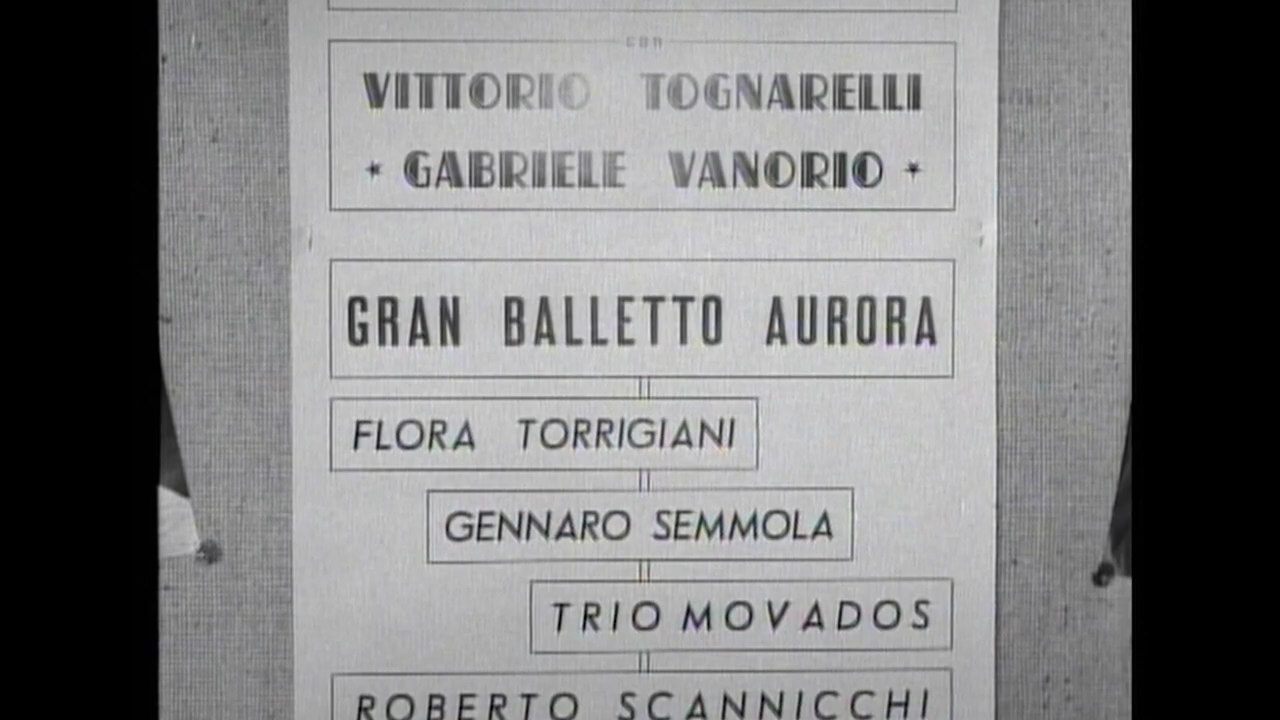 con
VITTORIO TOGNARELLI
★ GABRIELE VANORIO ★
GRAN BALLETTO AURORA
FLORA TORRIGIANI
GENNARO SEMMOLA
TRIO MOVADOS
ROBERTO SCANNICCHI